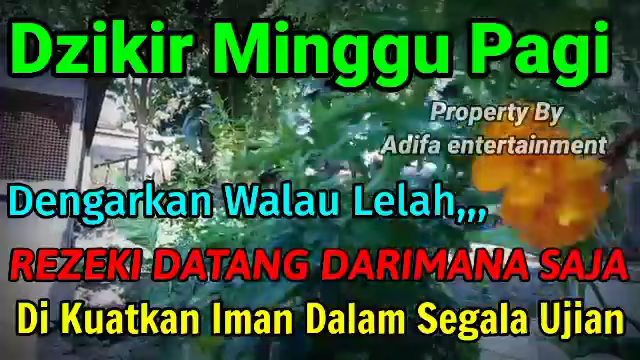 Dzikir Minggu Pagi
Property By
Adifa entertainment
Dengarkan Walau Lelah,,,
REZEKI DATANG DARIMANA SAJA
Di Kuatkan Iman Dalam Segala Ujian